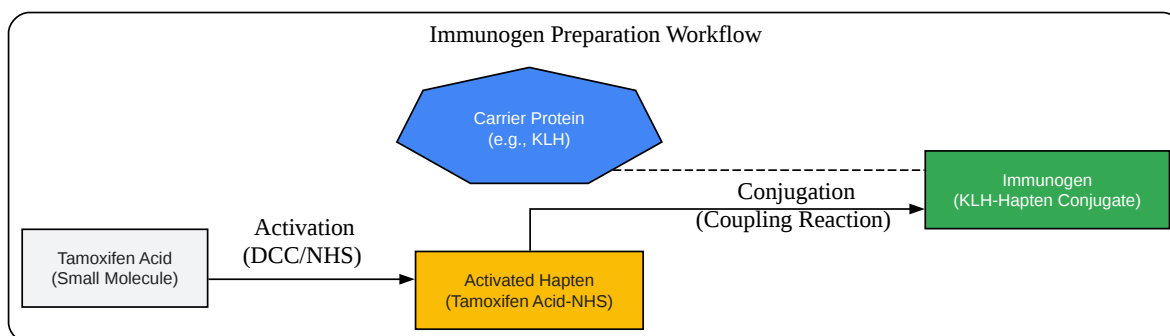 Immunogen Preparation Workflow
Carrier Protein
(e.g., KLH)
Immunogen
(KLH-Hapten Conjugate)
Conjugation
(Coupling Reaction)
Activation
(DCC/NHS)
Tamoxifen Acid
(Small Molecule)
Activated Hapten
(Tamoxifen Acid-NHS)